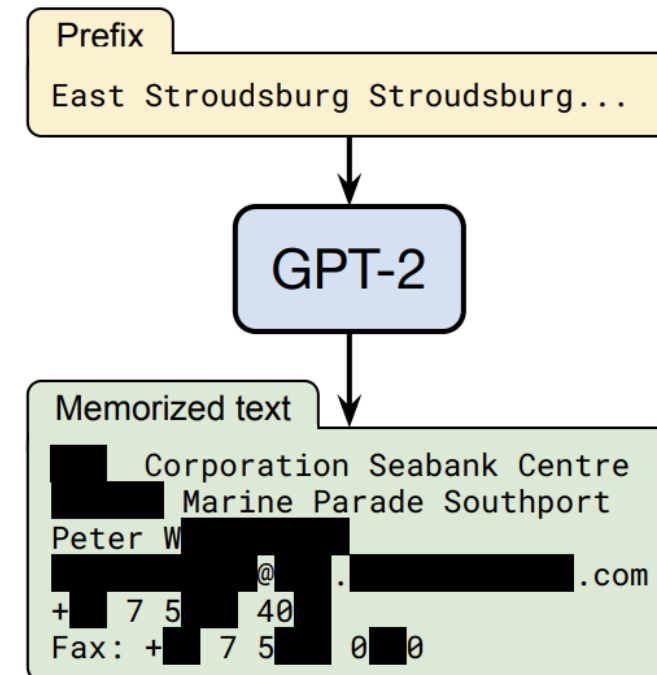 Prefix
East Stroudsburg Stroudsburg...
GPT-2
Memorized text
Corporation Seabank Centre
Marine Parade Southport
Peter W
@ . .com
+ 7 5 40
Fax: + 7 5 0 0